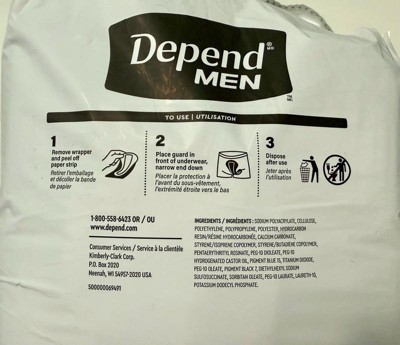 Depend®
MEN
TO USE | UTILISATION
1
Remove wrapper
and peel off
paper strip
Retirer l'emballage
et décoller la bande
de papier
2
Place guard in
front of underwear,
narrow end down
Placer la protection à
l'avant du sous-vêtement,
l'extrémité étroite vers le bas
3
Dispose
after use
Jeter après
l'utilisation
1-800-558-6423 OR / OU
www.depend.com
Consumer Services / Service à la clientèle
Kimberly-Clark Corp.
P.O. Box 2020
Neenah, WI 54957-2020 USA
500000069491
INGREDIENTS / INGRÉDIENTS : SODIUM POLYACRYLATE, CELLULOSE,
POLYESTER, POLYPROPYLENE, POLYESTER, HYDROCARBON
RESIN/RÉSINE HYDROCARBONÉE, CALCIUM CARBONATE,
STYRENE/ISOPRENE COPOLYMER, STYRENE/BUTADIENE COPOLYMER,
PENTAERYTHRITYL ROSINATE, PEG-10 DIOLEATE, PEG-10
HYDROGENATED CASTOR OIL, PIGMENT BLUE 15, TITANIUM DIOXIDE,
PEG-10 OLEATE, PIGMENT BLACK 7, DIETHYLHEXYL SODIUM
SULFOSUCCINATE, SORBITAN OLEATE, PEG-10 LAURATE, LAURETH-10,
POTASSIUM DODECYL PHOSPHATE.